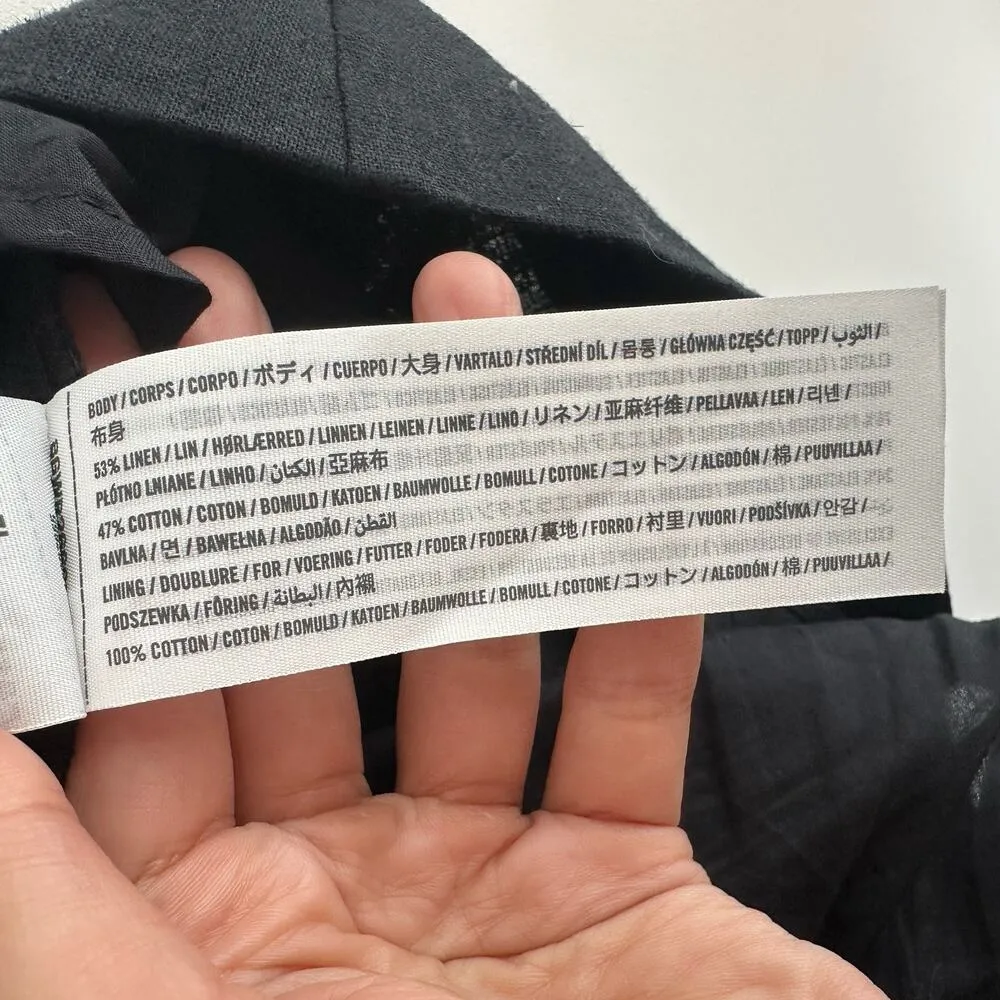 BODY / CORPS / CORPO / ボディ / CUERPO / 大身 / VARTALO / STŘEDNÍ DÍL / 몸통 / GŁÓWNA CZĘŚĆ / TOPP / الثوب /
布身
53% LINEN / LIN / HØRLÆRRED / LINNEN / LEINEN / LINNE / LINO / リネン / 亚麻纤维 / PELLAVAA / LEN / 리넨 /
PŁÓTNO LNIANE / LINHO / الكتان / 亞麻布
47% COTTON / COTON / BOMULD / KATOEN / BAUMWOLLE / BOMULL / COTONE / コットン / ALGODÓN / 棉 / PUUVILLAA /
BAVLNA / 면 / BAWEŁNA / ALGODÃO / القطن
LINING / DOUBLURE / FOR / VOERING / FUTTER / FODER / FODERA / 裏地 / FORRO / 衬里 / VUORI / PODŠÍVKA / 안감 /
PODSZEWKA / FÔRING / البطانة / 內襯
100% COTTON / COTON / BOMULD / KATOEN / BAUMWOLLE / BOMULL / COTONE / コットン / ALGODÓN / 棉 / PUUVILLAA /